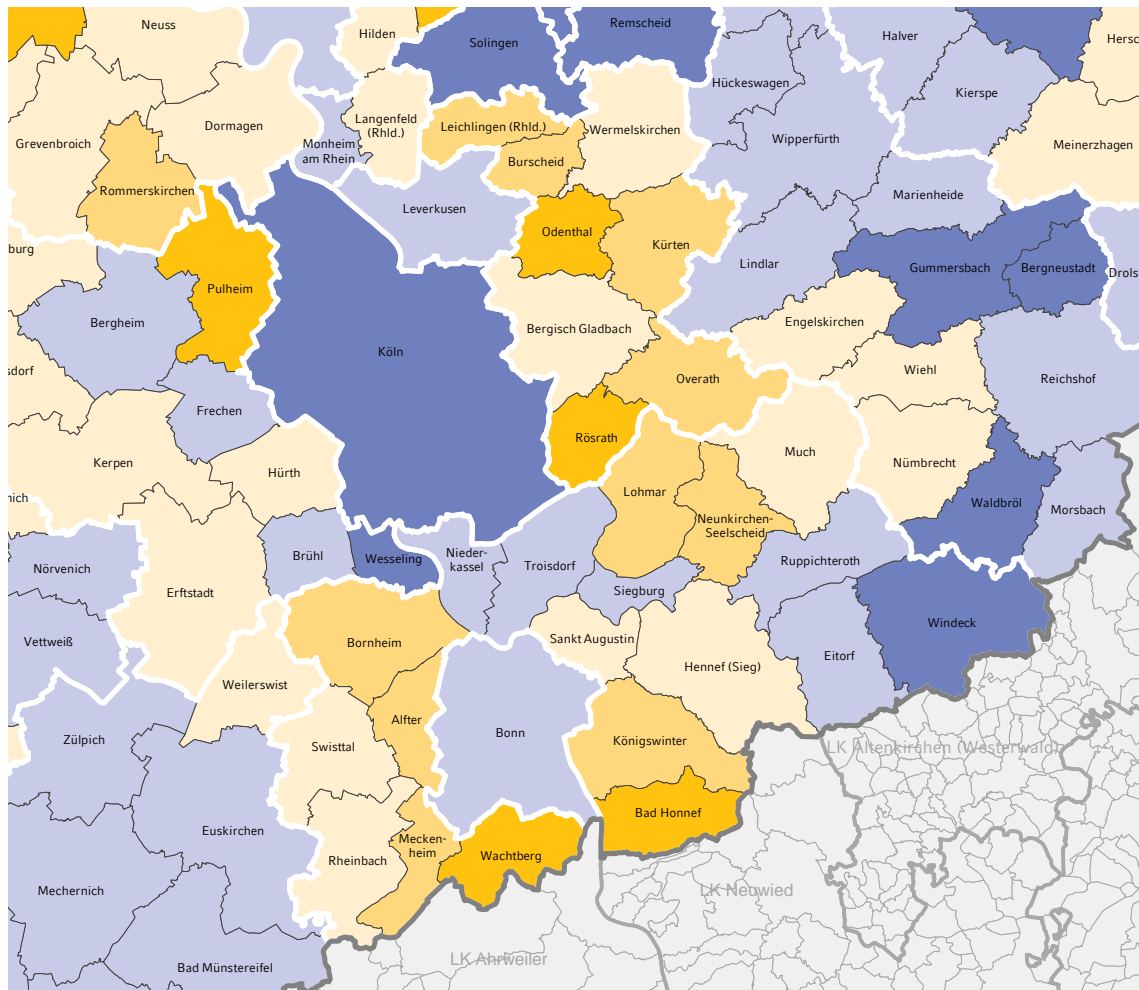 Neuss
Hilden
Solingen
Remscheid
Halver
Hersc
Hückeswagen
Kierspe
Grevenbroich
Dormagen
Langenfeld
(Rhld.)
Monheim
am Rhein
Leichlingen (Rhld.)
Wermelskirchen
Wipperfürth
Meinerzhagen
Burscheid
Rommerskirchen
Leverkusen
Marienheide
Odenthal
Kürten
burg
Lindlar
Gummersbach
Bergneustadt
Drols
Pulheim
Bergheim
Bergisch Gladbach
Engelskirchen
Köln
sdorf
Overath
Wiehl
Reichshof
Frechen
Rösrath
Kerpen
Hürth
Much
Nümbrecht
nich
Lohmar
Waldbröl
Morsbach
Neunkirchen-
Seelscheid
Nörvenich
Brühl
Wesseling
Nieder-
kassel
Troisdorf
Ruppichteroth
Erftstadt
Siegburg
Vettweiß
Bornheim
Sankt Augustin
Windeck
Hennef (Sieg)
Eitorf
Weilerswist
Alfter
Bonn
Zülpich
Swisttal
Königswinter
LK Altenkirchen (Westerwald)
Bad Honnef
Euskirchen
Rheinbach
Mecken-
heim
Wachtberg
Mechernich
LK Neuwied
Bad Münstereifel
LK Ahrweiler